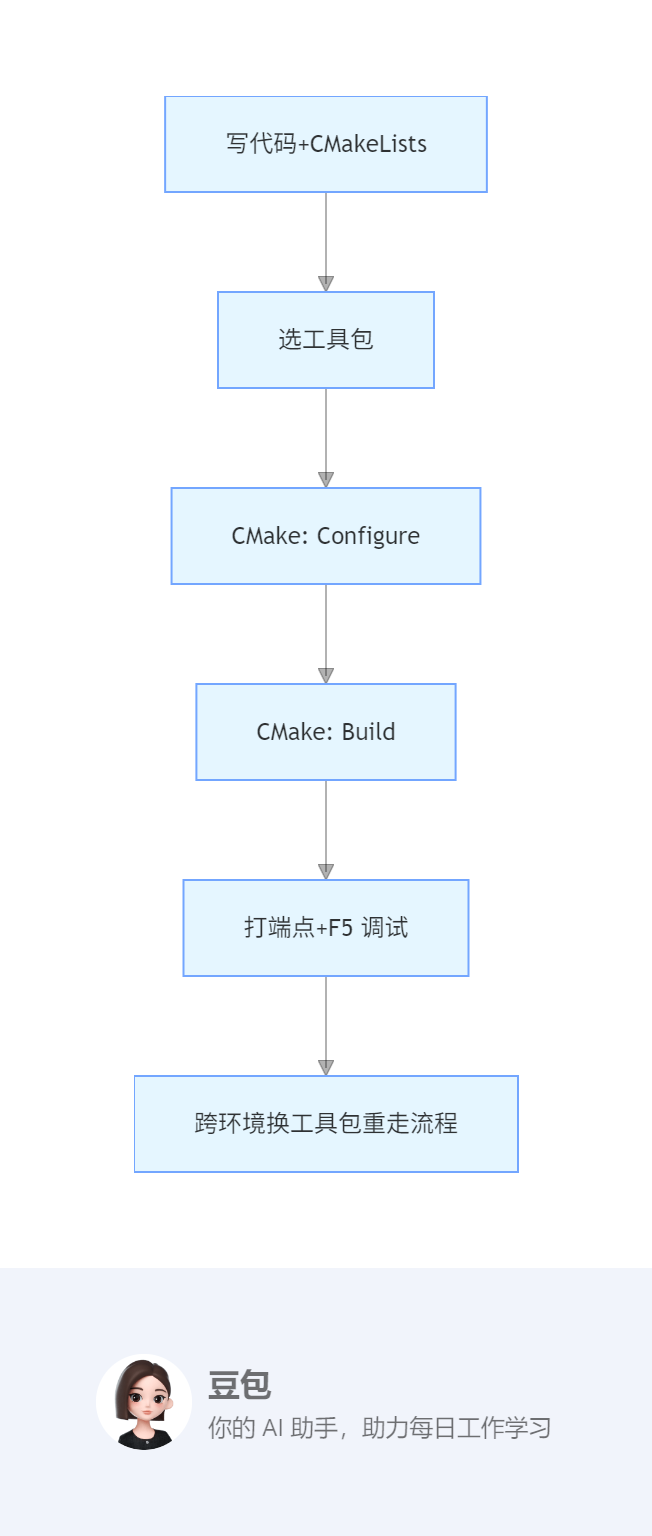 写代码+CMakeLists
选工具包
CMake: Configure
CMake: Build
打端点+F5 调试
跨环境换工具包重走流程
豆包
你的 AI 助手，助力每日工作学习